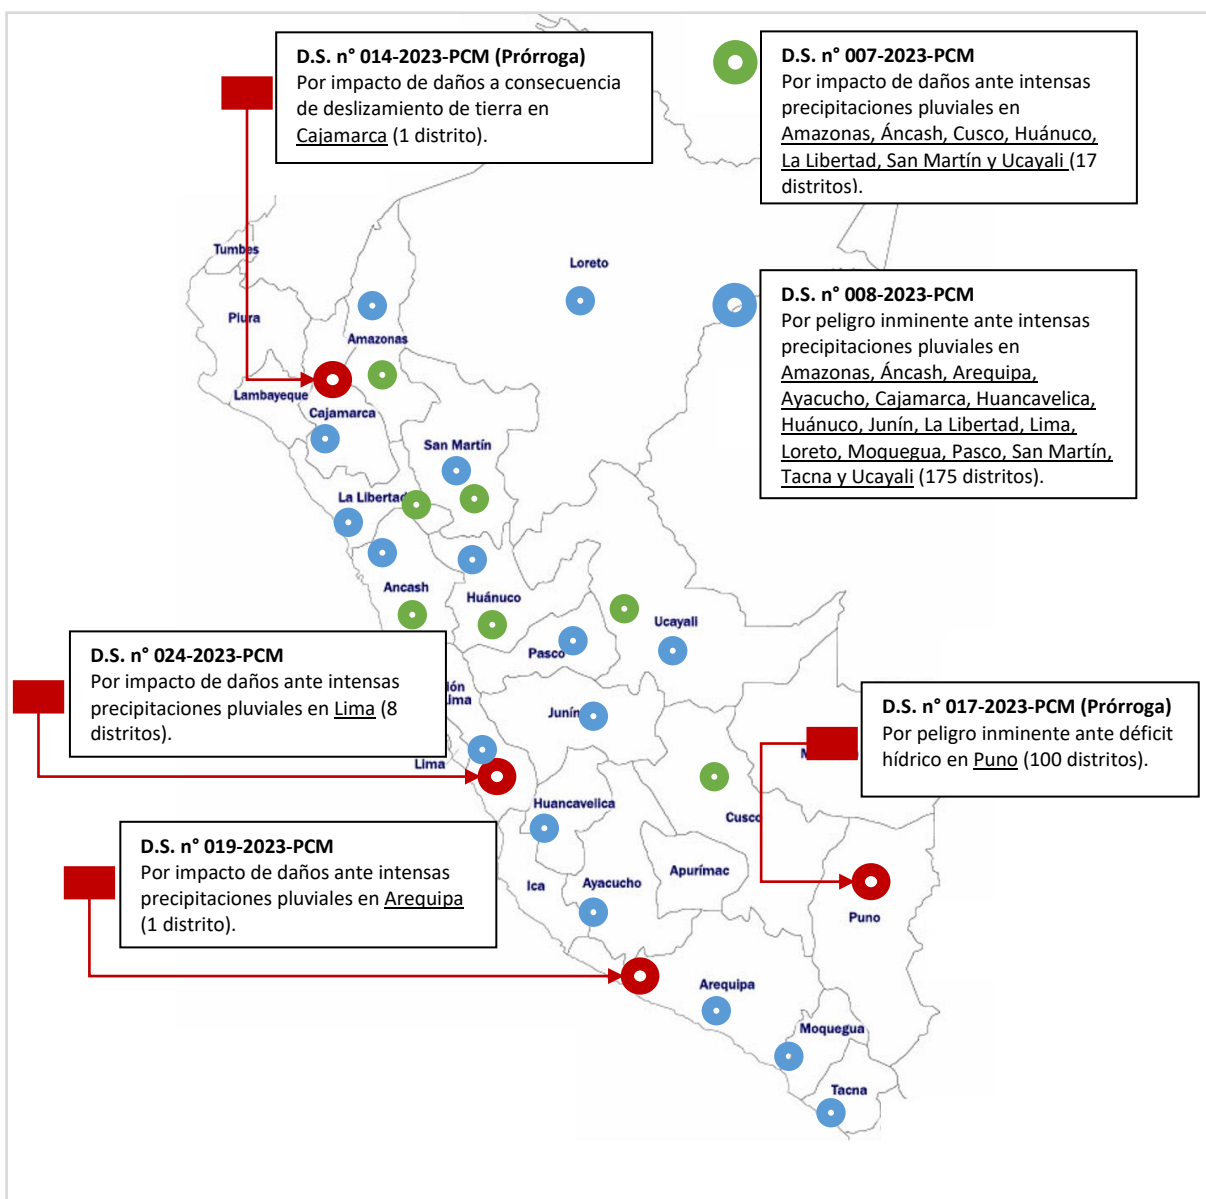 D.S. n° 014-2023-PCM (Prórroga)
Por impacto de daños a consecuencia
de deslizamiento de tierra en
Cajamarca (1 distrito).
D.S. n° 007-2023-PCM
Por impacto de daños ante intensas
precipitaciones pluviales en
Amazonas, Áncash, Cusco, Huánuco,
La Libertad, San Martín y Ucayali (17
distritos).
Tumbes
Loreto
Piura
Amazonas
D.S. n° 008-2023-PCM
Por peligro inminente ante intensas
precipitaciones pluviales en
Amazonas, Áncash, Arequipa,
Ayacucho, Cajamarca, Huancavelica,
Huánuco, Junín, La Libertad, Lima,
Loreto, Moquegua, Pasco, San Martín,
Tacna y Ucayali (175 distritos).
Lambayeque
Cajamarca
San Martín
La Libertad
Ancash
Huánuco
Ucayali
Pasco
D.S. n° 024-2023-PCM
Por impacto de daños ante intensas
precipitaciones pluviales en Lima (8
distritos).
ión
Lima
Junín
Lima
D.S. n° 017-2023-PCM (Prórroga)
Por peligro inminente ante déficit
hídrico en Puno (100 distritos).
M
Huancavelica
Cusco
D.S. n° 019-2023-PCM
Por impacto de daños ante intensas
precipitaciones pluviales en Arequipa
(1 distrito).
Ica
Ayacucho
Apurímac
Puno
Arequipa
Moquegua
Tacna